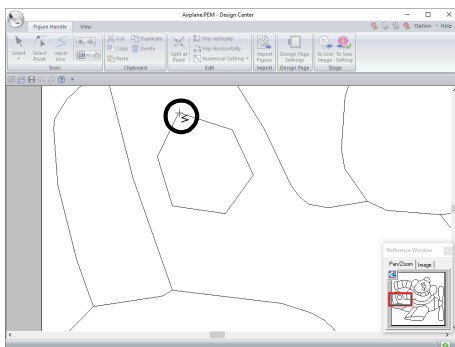 Airplane.PEM - Design Center
Figure Handle View Option Help
Select
Select Point
Input Line
Tools
Cut Duplicate
Copy Delete
Paste
Clipboard
Split at Point
Flip Vertically
Flip Horizontally
Numerical Setting
Edit
Import Figure
Import
Design Page Settings
Design Page
To Line Image
To Sew Setting
Stage
Reference Window
Pan/Zoom Image